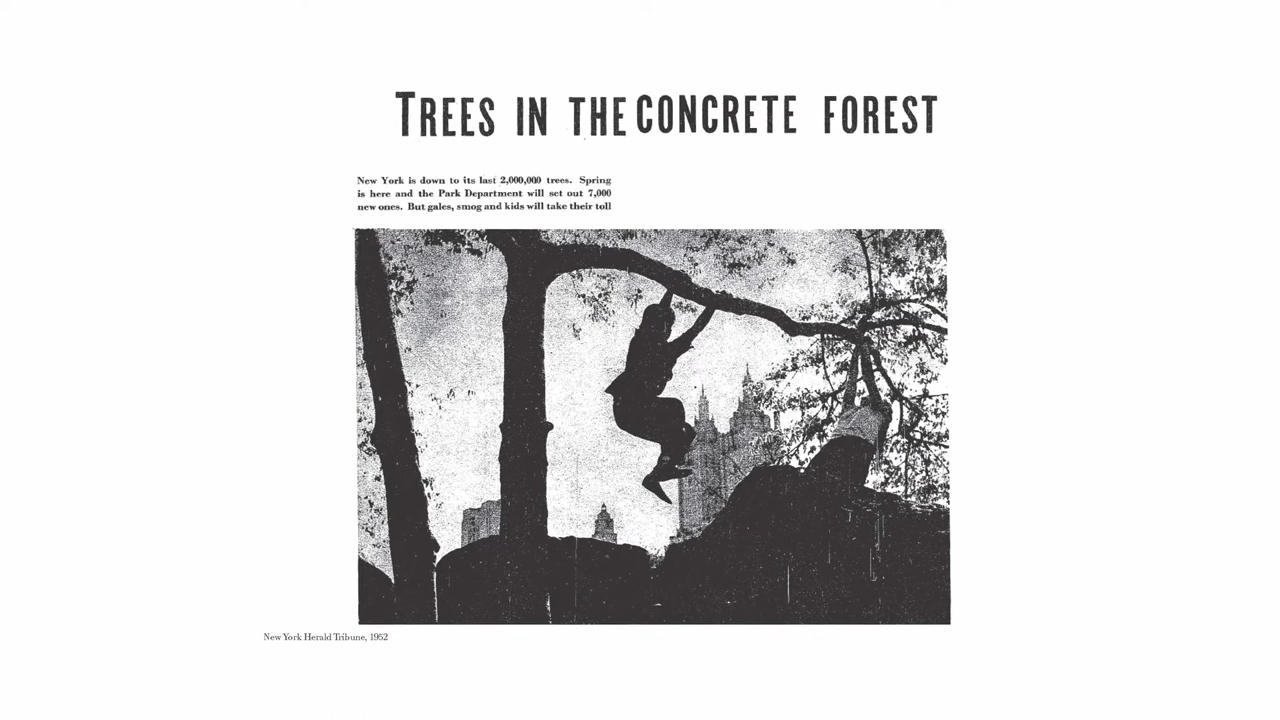 TREES IN THE CONCRETE FOREST
New York is down to its last 2,000,000 trees. Spring
is here and the Park Department will set out 7,000
new ones. But gales, smog and kids will take their toll
New York Herald Tribune, 1952